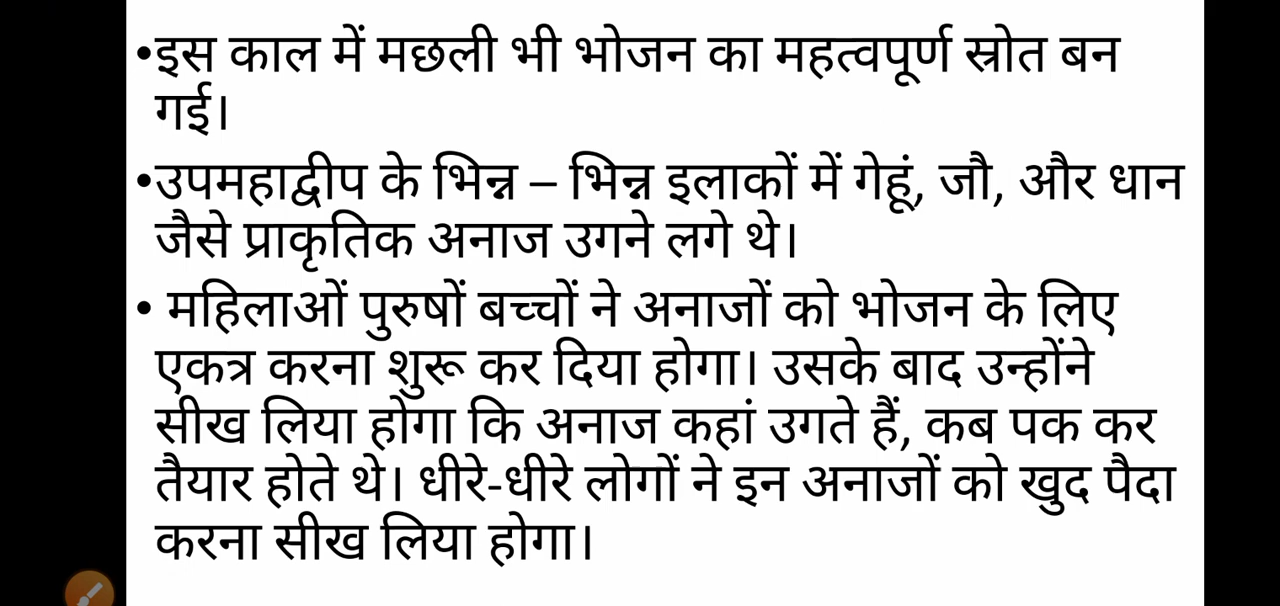 •इस काल में मछली भी भोजन का महत्वपूर्ण स्रोत बन
गई।
•उपमहाद्वीप के भिन्न – भिन्न इलाकों में गेहूं, जौ, और धान
जैसे प्राकृतिक अनाज उगने लगे थे।
• महिलाओं पुरुषों बच्चों ने अनाजों को भोजन के लिए
एकत्र करना शुरू कर दिया होगा। उसके बाद उन्होंने
सीख लिया होगा कि अनाज कहां उगते हैं, कब पक कर
तैयार होते थे। धीरे-धीरे लोगों ने इन अनाजों को खुद पैदा
करना सीख लिया होगा।